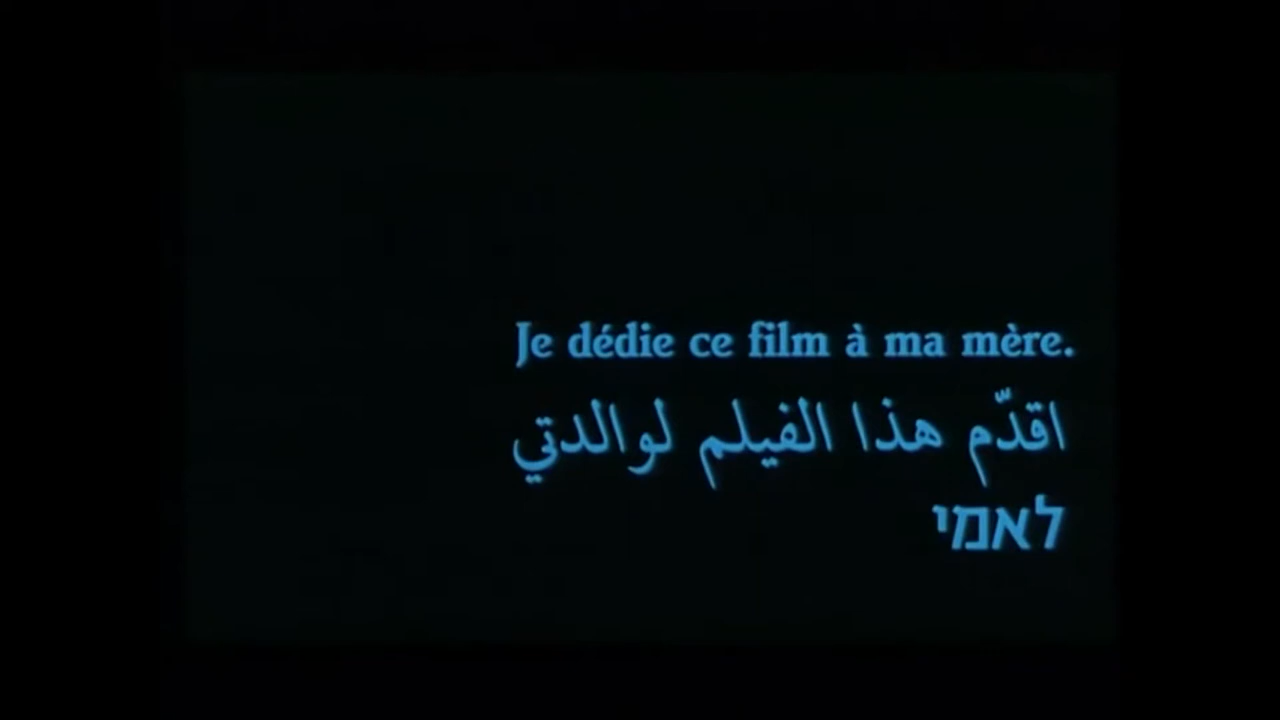 Je dédie ce film à ma mère.
اقدّم هذا الفيلم لوالدتي
לאמי